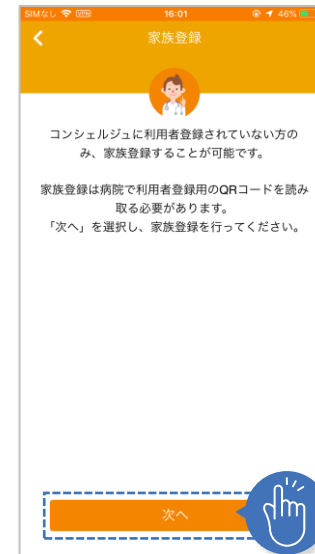 SIMなし VPN 16:01 46%
家族登録
コンシェルジュに利用者登録されていない方の
み、家族登録することが可能です。
家族登録は病院で利用者登録用のQRコードを読み
取る必要があります。
「次へ」を選択し、家族登録を行ってください。
次へ